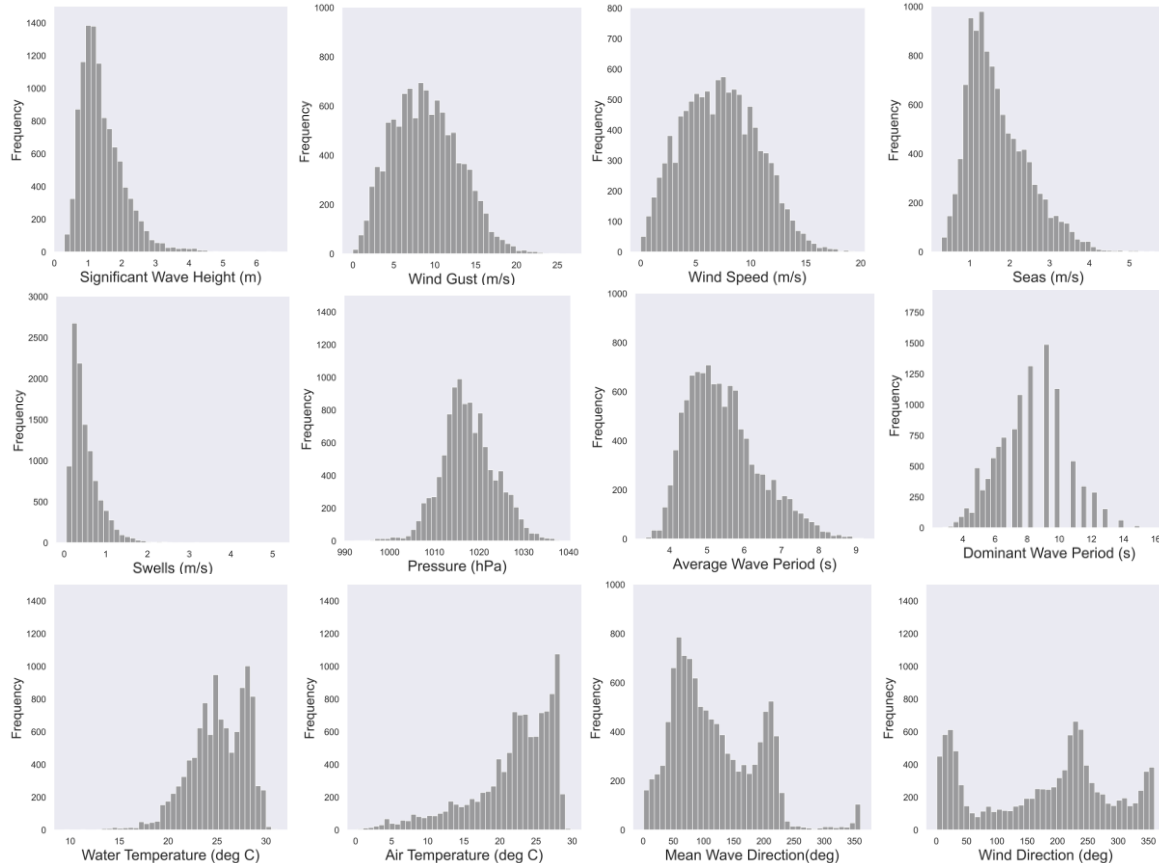 Frequency
1400
1200
1000
800
600
400
200
0
0 1 2 3 4 5 6
Significant Wave Height (m)
Frequency
1000
800
600
400
200
0
0 5 10 15 20 25
Wind Gust (m/s)
Frequency
800
700
600
500
400
300
200
100
0
0 5 10 15 20
Wind Speed (m/s)
Frequency
1000
800
600
400
200
0
1 2 3 4 5
Seas (m/s)
Frequency
3000
2500
2000
1500
1000
500
0
0 1 2 3 4 5
Swells (m/s)
Frequency
1400
1200
1000
800
600
400
200
0
990 1000 1010 1020 1030 1040
Pressure (hPa)
Frequency
1000
800
600
400
200
0
4 5 6 7 8 9
Average Wave Period (s)
Frequency
1750
1500
1250
1000
750
500
250
0
4 6 8 10 12 14 16
Dominant Wave Period (s)
Frequency
1400
1200
1000
800
600
400
200
0
10 15 20 25 30
Water Temperature (deg C)
Frequency
1400
1200
1000
800
600
400
200
0
0 5 10 15 20 25 30
Air Temperature (deg C)
Frequency
1000
800
600
400
200
0
0 50 100 150 200 250 300 350
Mean Wave Direction(deg)
Frequnecy
1400
1200
1000
800
600
400
200
0
0 50 100 150 200 250 300 350
Wind Direction (deg)